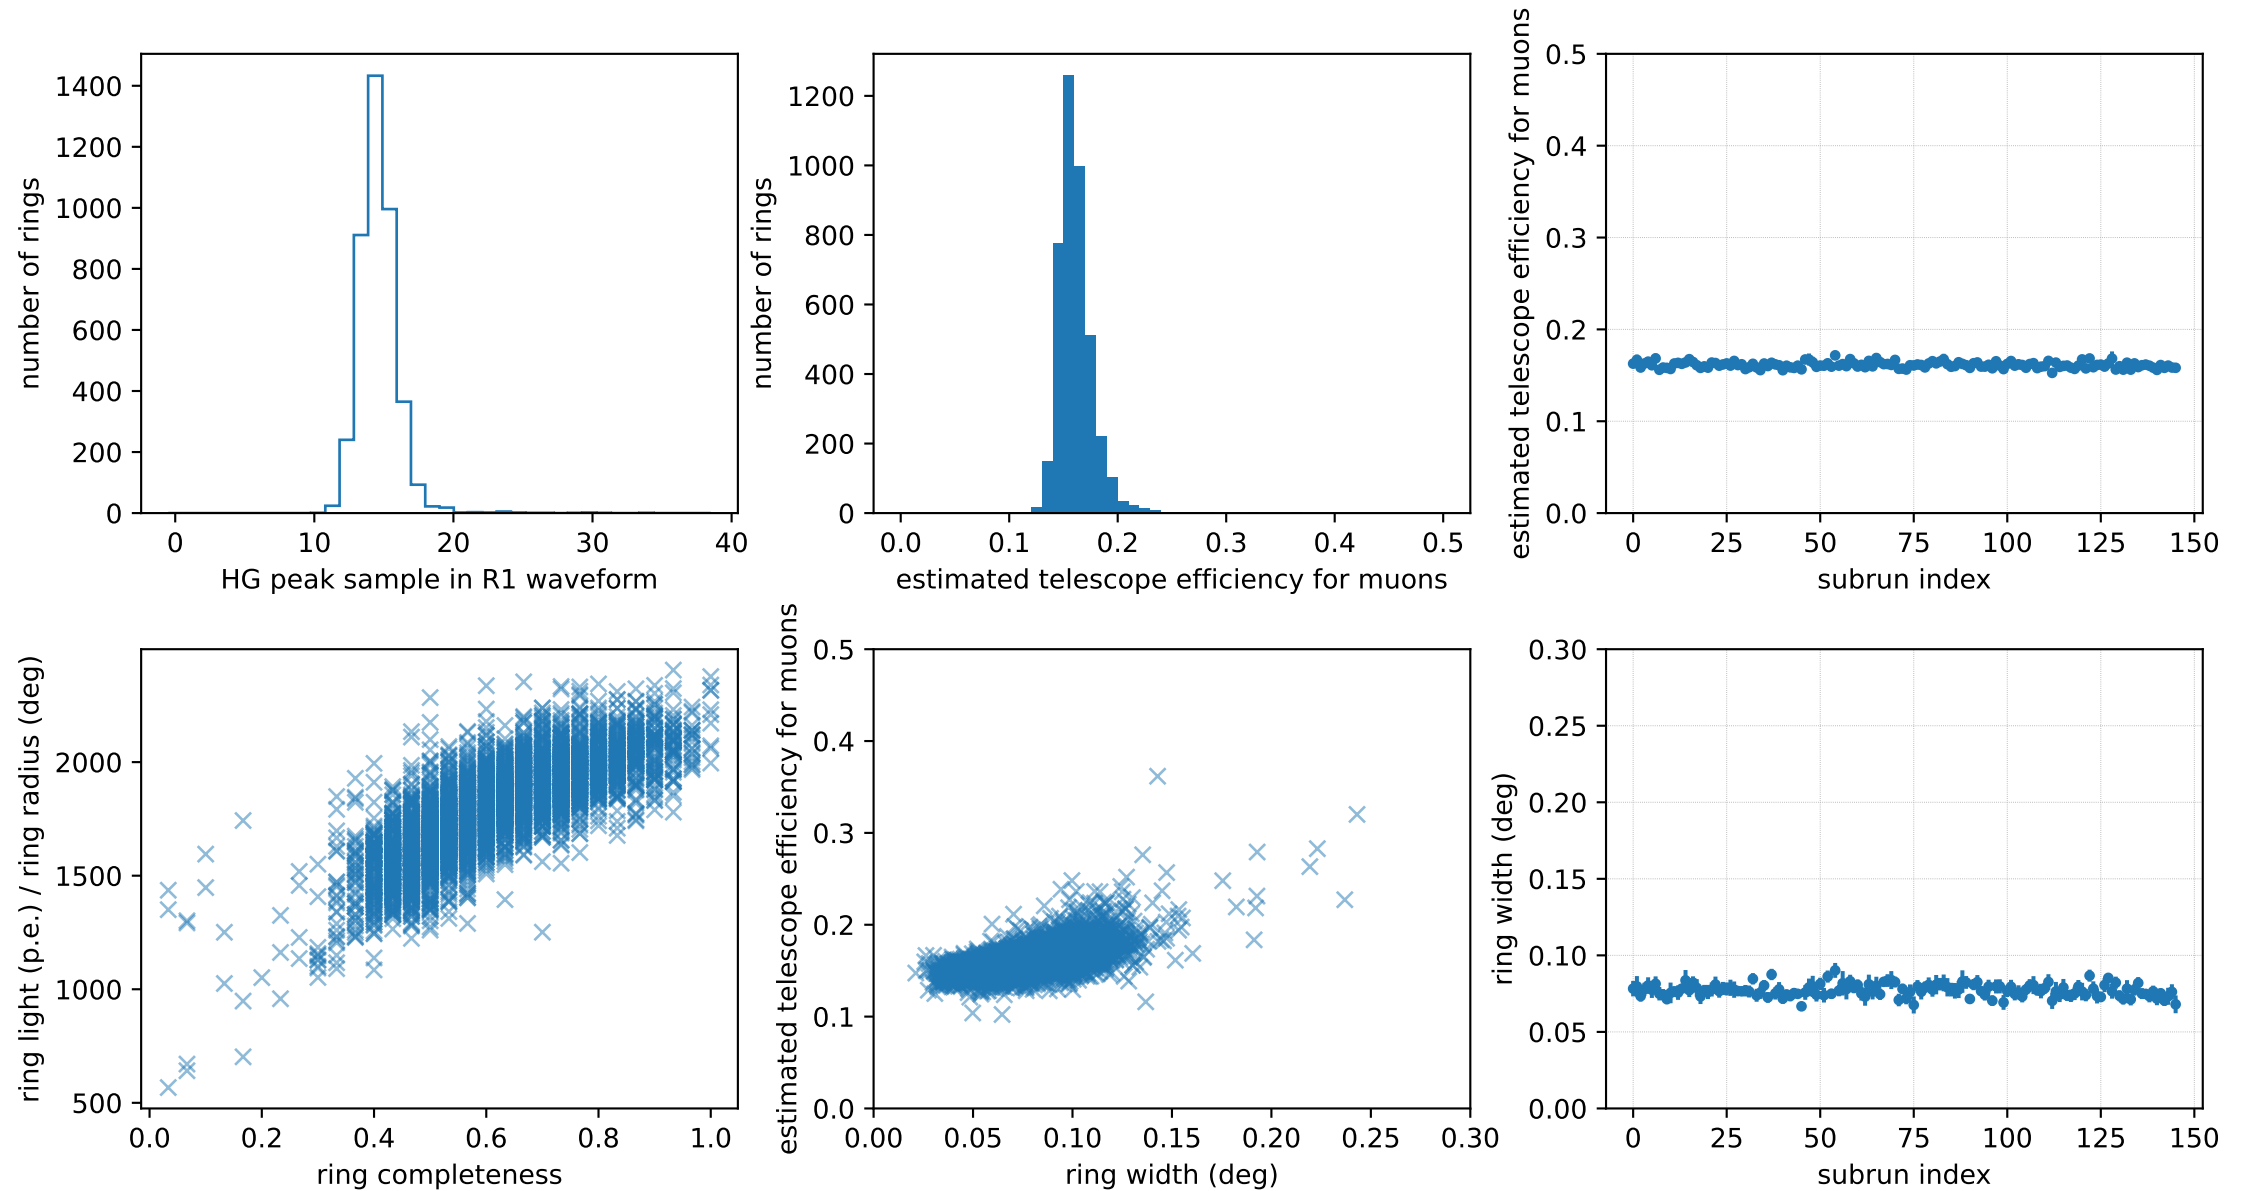 number of rings
1400
1200
1000
800
600
400
200
0
0 10 20 30 40
HG peak sample in R1 waveform
number of rings
1200
1000
800
600
400
200
0
0.0 0.1 0.2 0.3 0.4 0.5
estimated telescope efficiency for muons
estimated telescope efficiency for muons
0.5
0.4
0.3
0.2
0.1
0.0
0 25 50 75 100 125 150
subrun index
ring light (p.e.) / ring radius (deg)
2000
1500
1000
500
0.0 0.2 0.4 0.6 0.8 1.0
ring completeness
estimated telescope efficiency for muons
0.5
0.4
0.3
0.2
0.1
0.0
0.00 0.05 0.10 0.15 0.20 0.25 0.30
ring width (deg)
ring width (deg)
0.30
0.25
0.20
0.15
0.10
0.05
0.00
0 25 50 75 100 125 150
subrun index